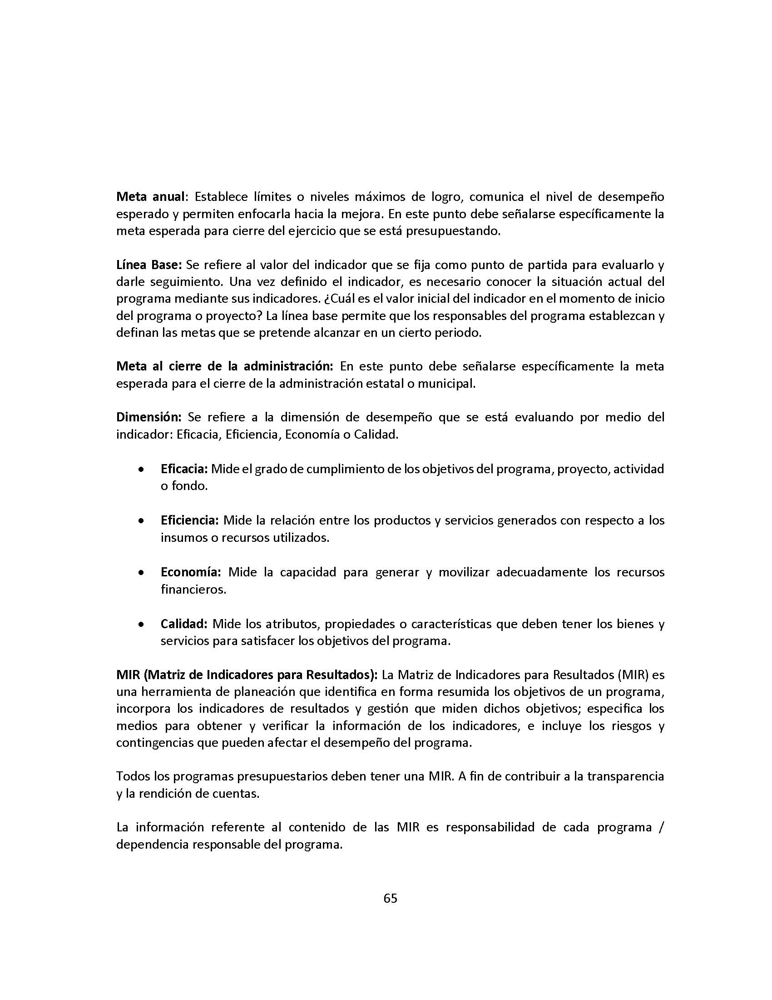 Meta anual: Establece límites o niveles máximos de logro, comunica el nivel de desempeño
esperado y permiten enfocarla hacia la mejora. En este punto debe señalarse específicamente la
meta esperada para cierre del ejercicio que se está presupuestando.
Línea Base: Se refiere al valor del indicador que se fija como punto de partida para evaluarlo y
darle seguimiento. Una vez definido el indicador, es necesario conocer la situación actual del
programa mediante sus indicadores. ¿Cuál es el valor inicial del indicador en el momento de inicio
del programa o proyecto? La línea base permite que los responsables del programa establezcan y
definan las metas que se pretende alcanzar en un cierto periodo.
Meta al cierre de la administración: En este punto debe señalarse específicamente la meta
esperada para el cierre de la administración estatal o municipal.
Dimensión: Se refiere a la dimensión de desempeño que se está evaluando por medio del
indicador: Eficacia, Eficiencia, Economía o Calidad.
• Eficacia: Mide el grado de cumplimiento de los objetivos del programa, proyecto, actividad
o fondo.
• Eficiencia: Mide la relación entre los productos y servicios generados con respecto a los
insumos o recursos utilizados.
• Economía: Mide la capacidad para generar y movilizar adecuadamente los recursos
financieros.
• Calidad: Mide los atributos, propiedades o características que deben tener los bienes y
servicios para satisfacer los objetivos del programa.
MIR (Matriz de Indicadores para Resultados): La Matriz de Indicadores para Resultados (MIR) es
una herramienta de planeación que identifica en forma resumida los objetivos de un programa,
incorpora los indicadores de resultados y gestión que miden dichos objetivos; especifica los
medios para obtener y verificar la información de los indicadores, e incluye los riesgos y
contingencias que pueden afectar el desempeño del programa.
Todos los programas presupuestarios deben tener una MIR. A fin de contribuir a la transparencia
y la rendición de cuentas.
La información referente al contenido de las MIR es responsabilidad de cada programa /
dependencia responsable del programa.
65